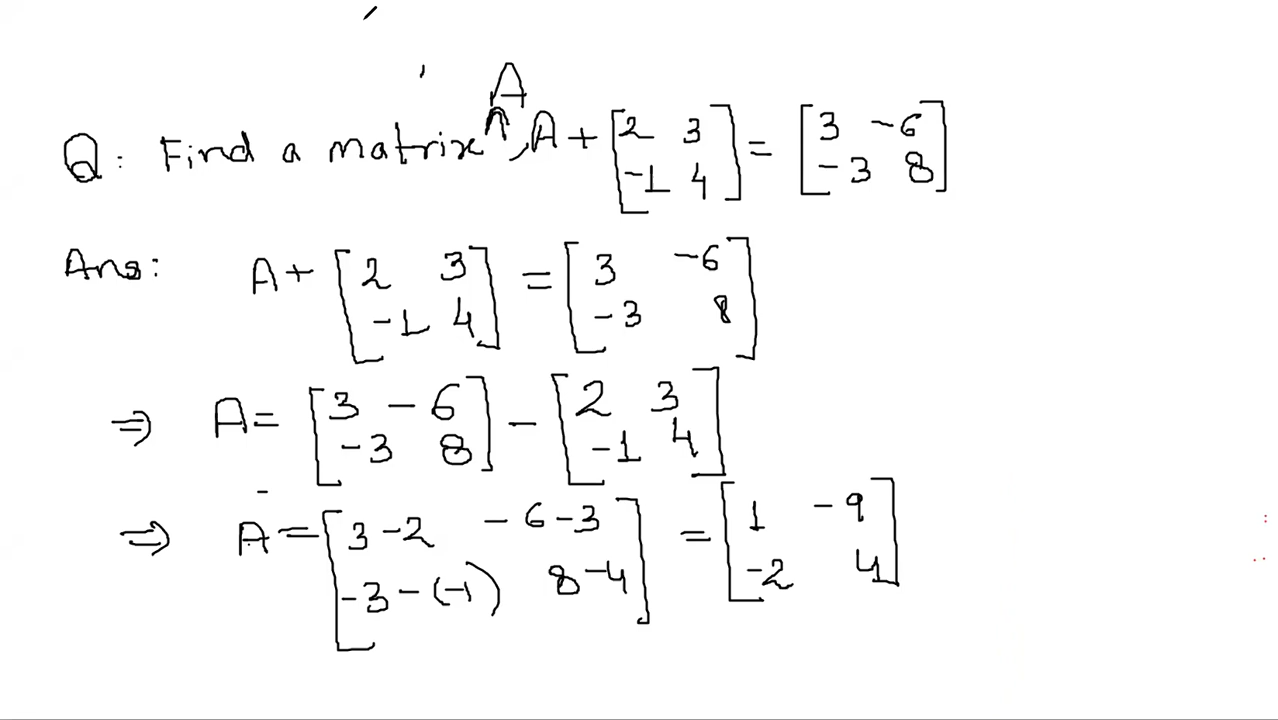 Q: Find a matrix A, A + [2 3 = [3 -6
-1 4] -3 8]
Ans: A + [2 3 = [3 -6
-1 4] -3 8]
⇒ A = [3 -6 - [2 3
-3 8] -1 4]
⇒ A = [3-2 -6-3 = [1 -9
-3-(-1) 8-4] -2 4]